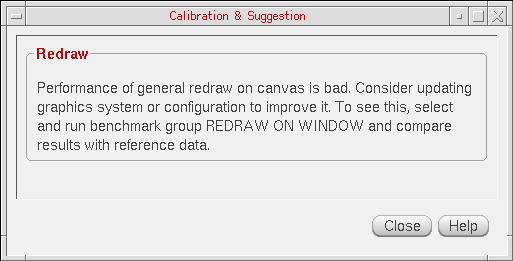 Calibration & Suggestion
Redraw
Performance of general redraw on canvas is bad. Consider updating
graphics system or configuration to improve it. To see this, select
and run benchmark group REDRAW ON WINDOW and compare
results with reference data.
Close
Help